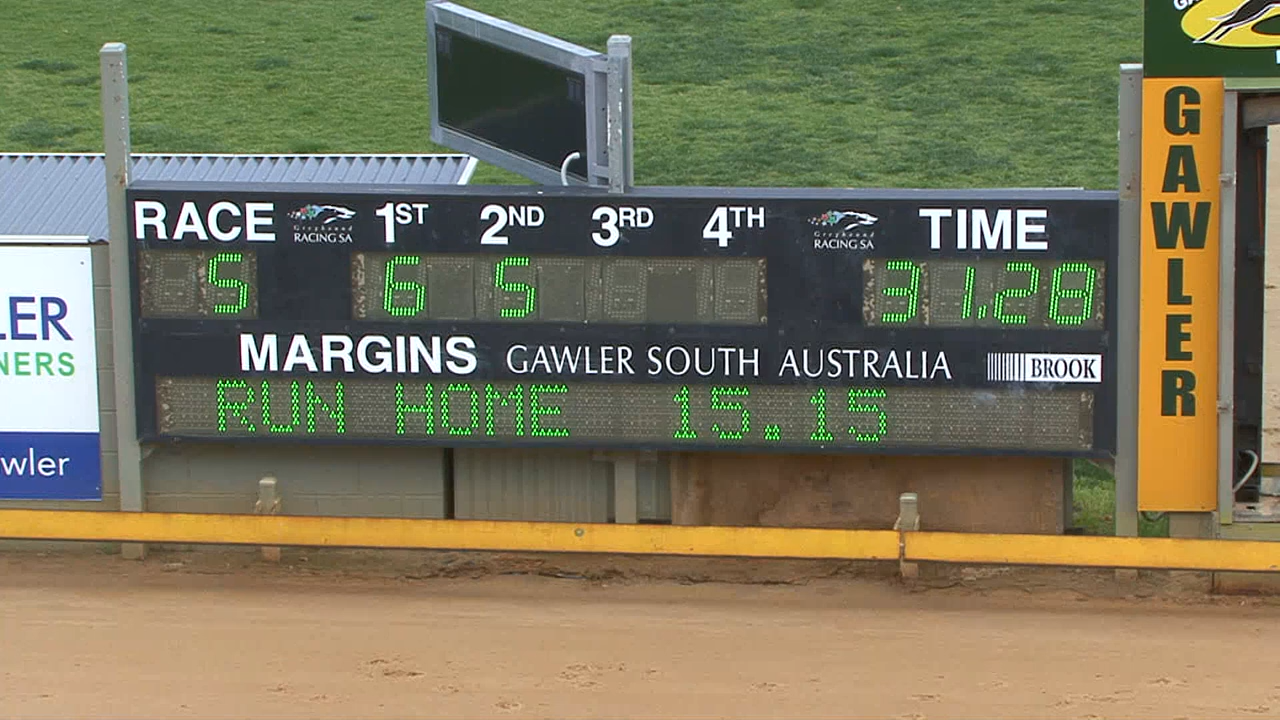 RACE Greyhound RACING SA 1ST 2ND 3RD 4TH Greyhound RACING SA TIME
5 6 5 31.28
MARGINS GAWLER SOUTH AUSTRALIA BROOK
RUN HOME 15.15
GAWLER
LER
NERS
wler